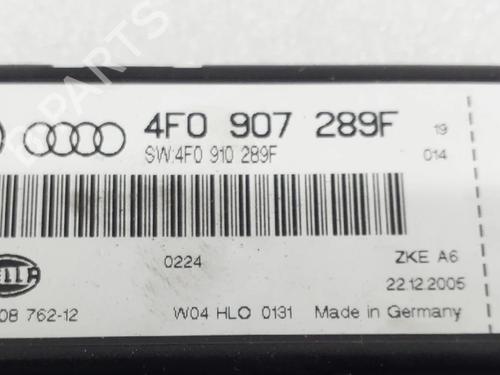 4F0 907 289F 19
SW:4F0 910 289F 014
0224
ZKE A6
22.12.2005
08 762-12 W04 HLO 0131 Made in Germany